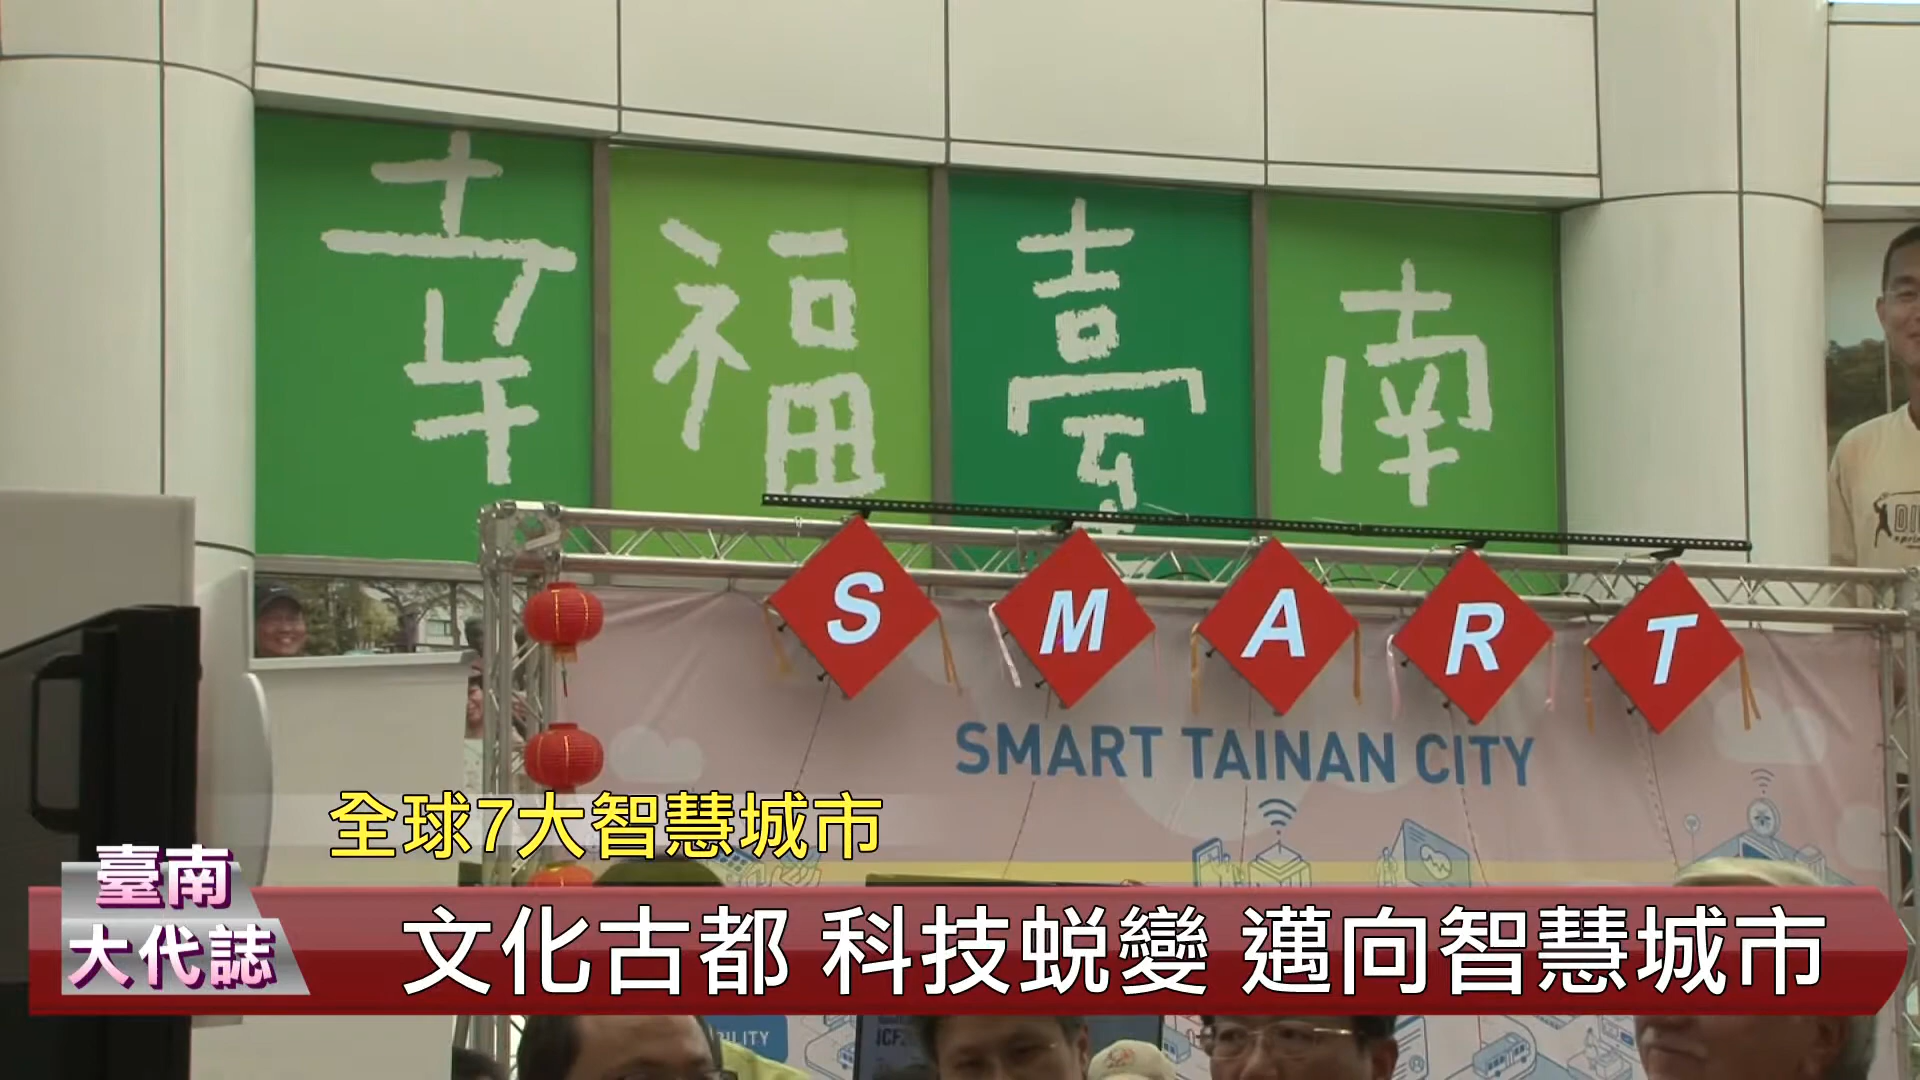 幸福臺南
S M A R T
SMART TAINAN CITY
全球7大智慧城市
臺南
大代誌
文化古都 科技蛻變 邁向智慧城市